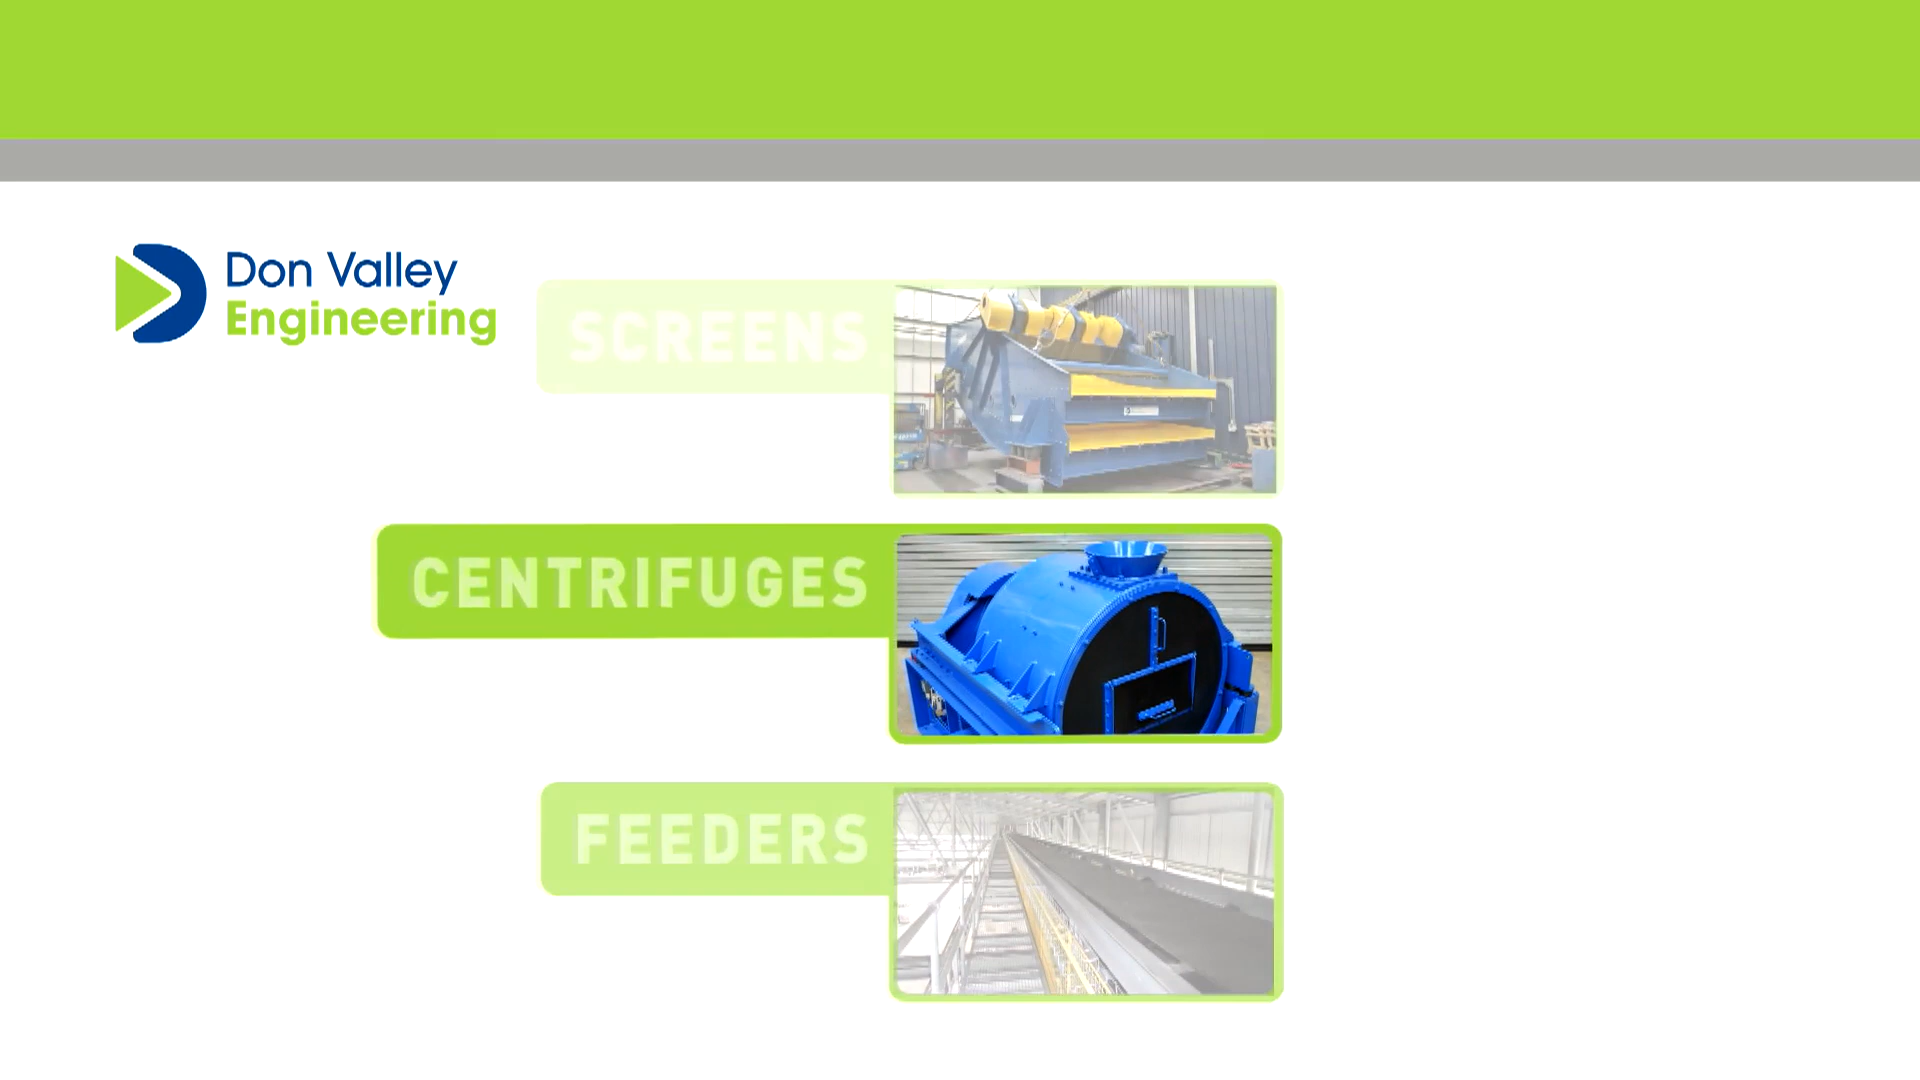 Don Valley
Engineering
SCREENS
CENTRIFUGES
FEEDERS